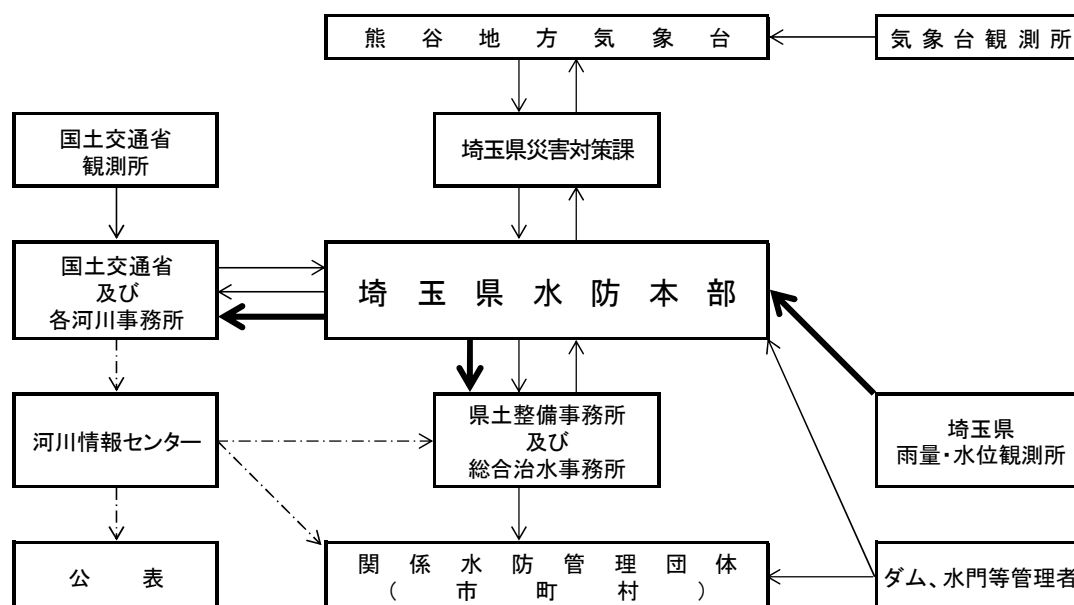 熊谷地方気象台
気象台観測所
国土交通省
観測所
埼玉県災害対策課
国土交通省
及び
各河川事務所
埼玉県水防本部
河川情報センター
県土整備事務所
及び
総合治水事務所
埼玉県
雨量・水位観測所
公表
関係水防管理団体
(市町村)
ダム、水門等管理者